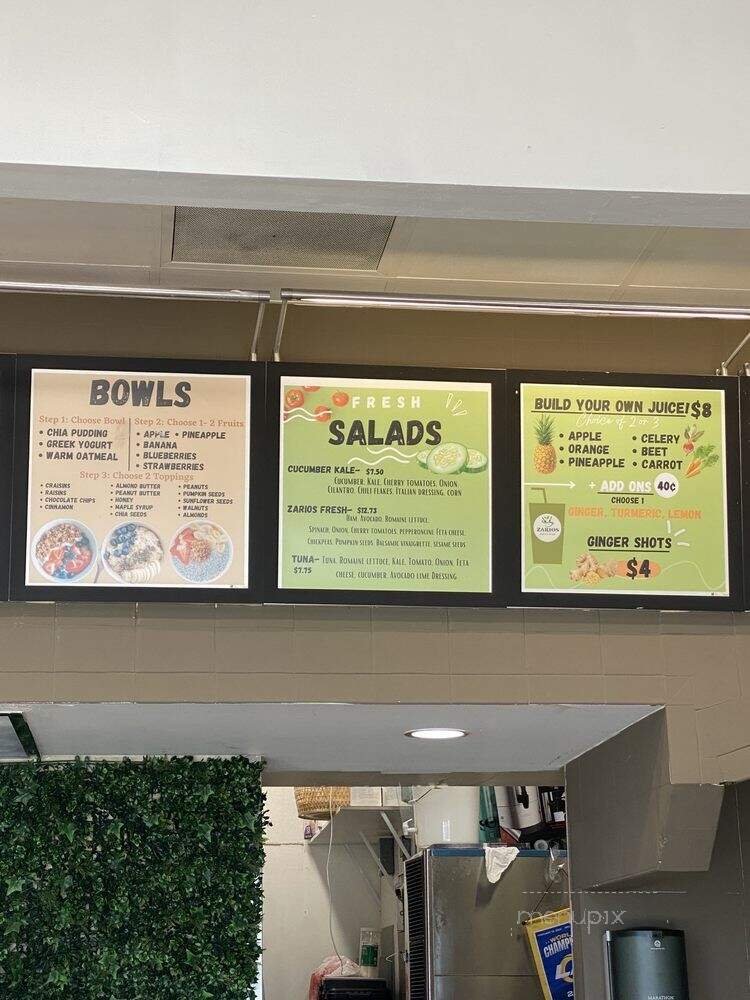 BOWLS
Step 1: Choose Bowl
• CHIA PUDDING
• GREEK YOGURT
• WARM OATMEAL
Step 2: Choose 1- 2 Fruits
• APPLE • PINEAPPLE
• BANANA
• BLUEBERRIES
• STRAWBERRIES
Step 3: Choose 2 Toppings
• CRAISINS
• RAISINS
• CHOCOLATE CHIPS
• CINNAMON
• ALMOND BUTTER
• PEANUT BUTTER
• HONEY
• MAPLE SYRUP
• CHIA SEEDS
• PEANUTS
• PUMPKIN SEEDS
• SUNFLOWER SEEDS
• WALNUTS
• ALMONDS
FRESH
SALADS
CUCUMBER KALE- $7.50
CUCUMBER, KALE, CHERRY TOMATOES, ONION,
CILANTRO, CHILI FLAKES, ITALIAN DRESSING, CORN
ZARIOS FRESH- $12.73
HAM, AVOCADO, ROMAINE LETTUCE,
SPINACH, ONION, CHERRY TOMATOES, PEPPERONCINI, FETA CHEESE,
CHICKPEAS, PUMPKIN SEEDS, BALSAMIC VINAIGRETTE, SESAME SEEDS
TUNA- TUNA, ROMAINE LETTUCE, KALE, TOMATO, ONION, FETA
$7.75 CHEESE, CUCUMBER, AVOCADO LIME DRESSING
BUILD YOUR OWN JUICE! $8
Choice of 2 or 3
• APPLE
• ORANGE
• PINEAPPLE
• CELERY
• BEET
• CARROT
+ ADD ONS 40¢
CHOOSE 1
GINGER, TURMERIC, LEMON
ZARIOS
GINGER SHOTS
$4
menupix
WORLD
CHAMP
MARATHON